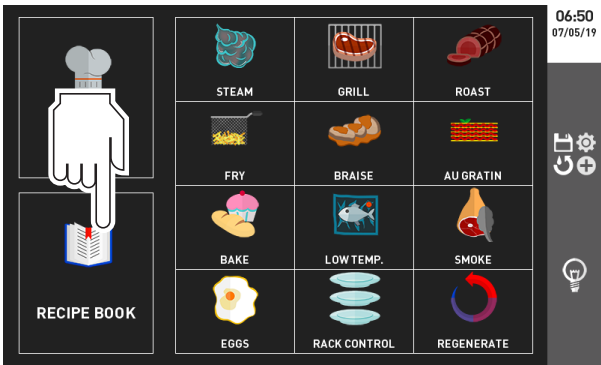 06:50
07/05/19
STEAM
GRILL
ROAST
FRY
BRAISE
AU GRATIN
BAKE
LOW TEMP.
SMOKE
RECIPE BOOK
EGGS
RACK CONTROL
REGENERATE